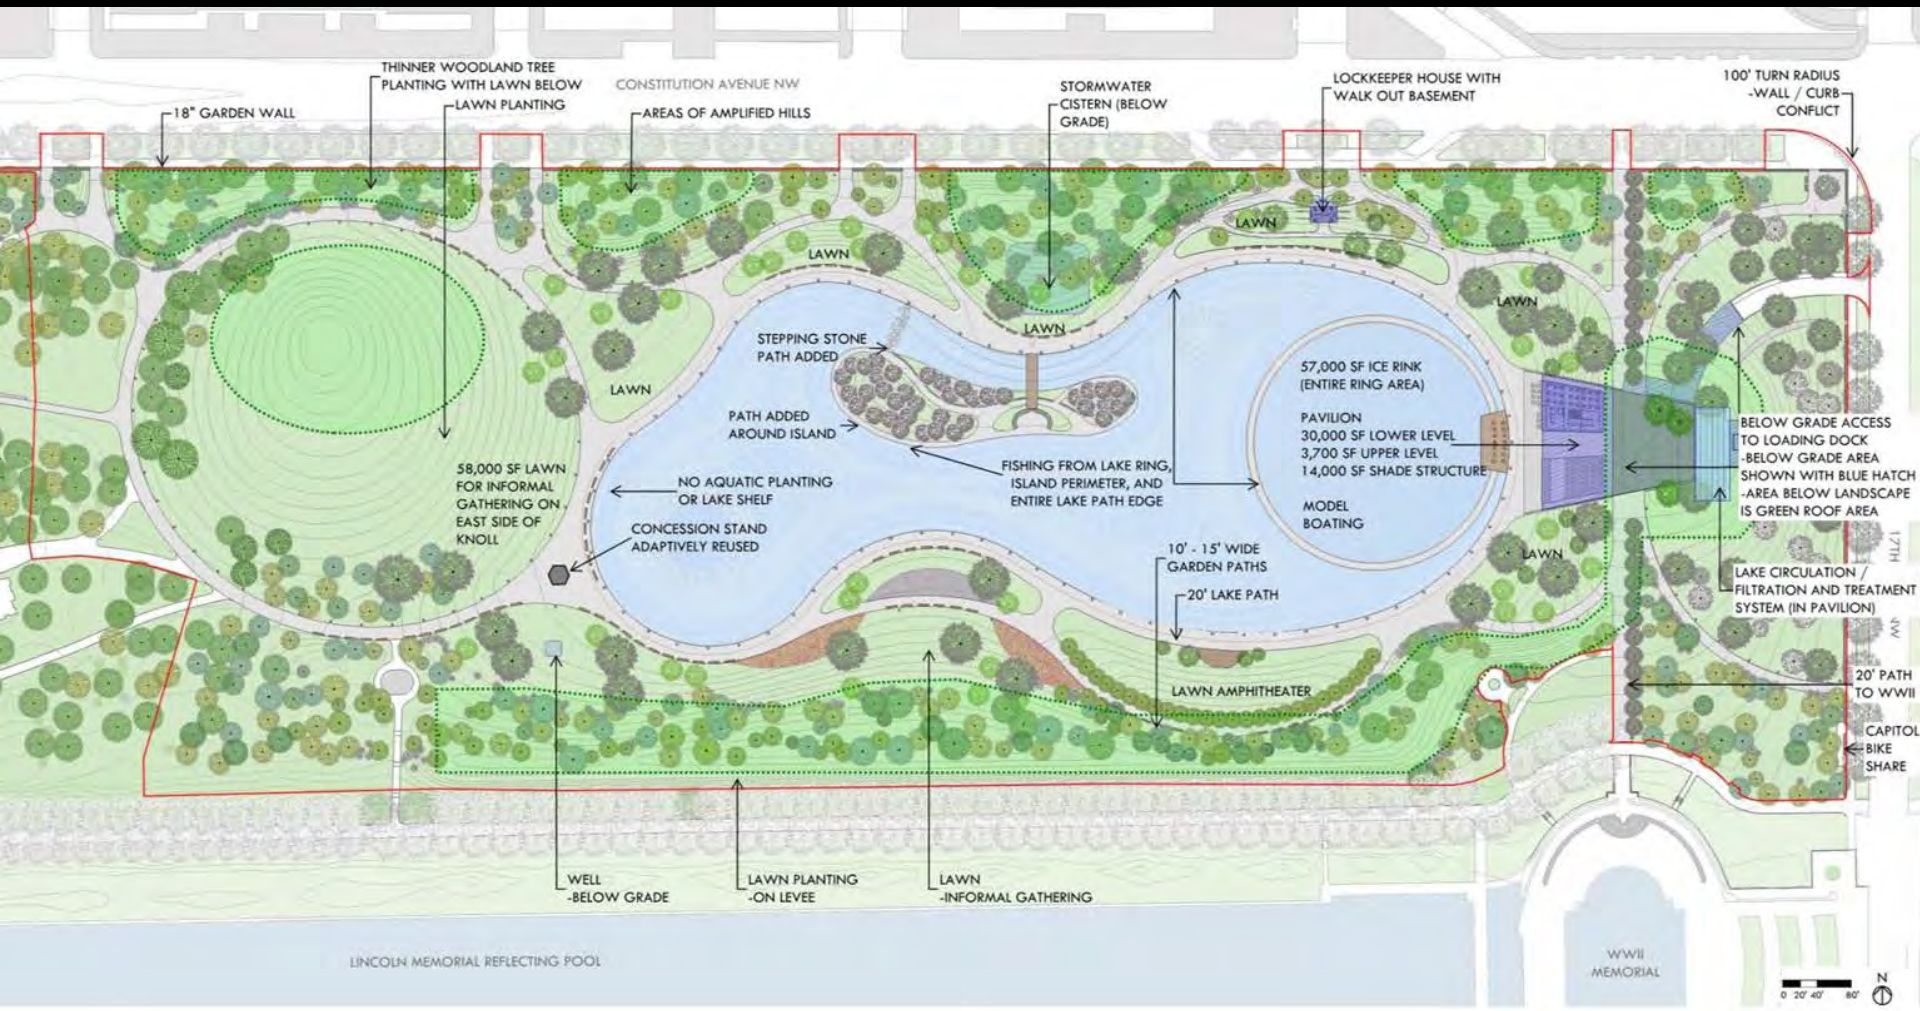 THINNER WOODLAND TREE
PLANTING WITH LAWN BELOW
LAWN PLANTING
18" GARDEN WALL
CONSTITUTION AVENUE NW
AREAS OF AMPLIFIED HILLS
STORMWATER
CISTERN (BELOW
GRADE)
LOCKKEEPER HOUSE WITH
WALK OUT BASEMENT
100' TURN RADIUS
-WALL / CURB
CONFLICT
LAWN
LAWN
LAWN
LAWN
LAWN
STEPPING STONE
PATH ADDED
PATH ADDED
AROUND ISLAND
57,000 SF ICE RINK
(ENTIRE RING AREA)
PAVILION
30,000 SF LOWER LEVEL
3,700 SF UPPER LEVEL
14,000 SF SHADE STRUCTURE
MODEL
BOATING
FISHING FROM LAKE RING,
ISLAND PERIMETER, AND
ENTIRE LAKE PATH EDGE
BELOW GRADE ACCESS
TO LOADING DOCK
-BELOW GRADE AREA
SHOWN WITH BLUE HATCH
-AREA BELOW LANDSCAPE
IS GREEN ROOF AREA
58,000 SF LAWN
FOR INFORMAL
GATHERING ON
EAST SIDE OF
KNOLL
NO AQUATIC PLANTING
OR LAKE SHELF
CONCESSION STAND
ADAPTIVELY REUSED
10' - 15' WIDE
GARDEN PATHS
20' LAKE PATH
LAWN
17TH
NW
LAKE CIRCULATION /
FILTRATION AND TREATMENT
SYSTEM (IN PAVILION)
LAWN AMPHITHEATER
20' PATH
TO WWII
CAPITOL
BIKE
SHARE
WELL
-BELOW GRADE
LAWN PLANTING
-ON LEVEE
LAWN
-INFORMAL GATHERING
LINCOLN MEMORIAL REFLECTING POOL
WWII
MEMORIAL
N
0 20' 40' 80'